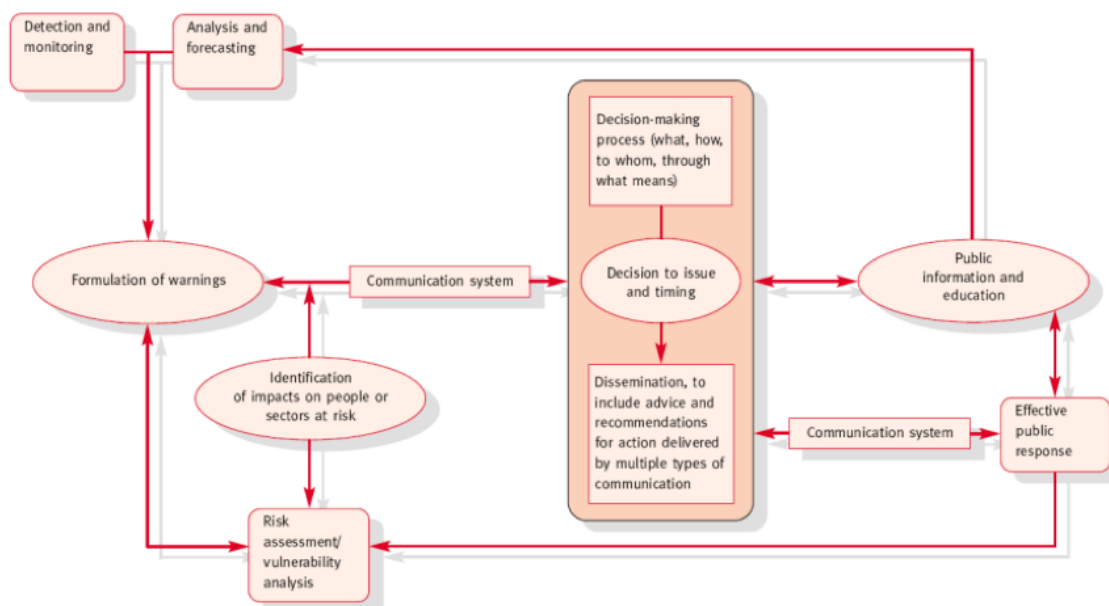 Detection and
monitoring
Analysis and
forecasting
Decision-making
process (what, how,
to whom, through
what means)
Formulation of warnings
Communication system
Decision to issue
and timing
Public
information and
education
Identification
of impacts on people or
sectors at risk
Dissemination, to
include advice and
recommendations
for action delivered
by multiple types of
communication
Communication system
Effective
public
response
Risk
assessment/
vulnerability
analysis